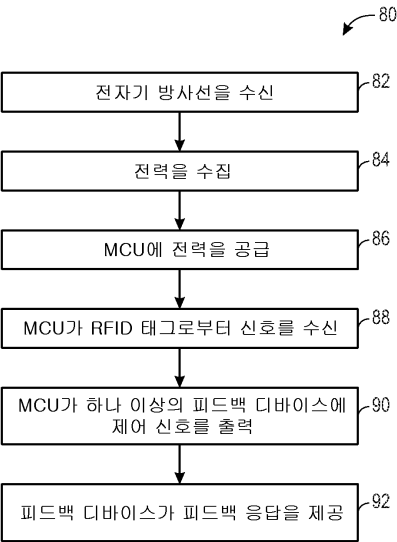 80
전자기 방사선을 수신
82
전력을 수집
84
MCU에 전력을 공급
86
MCU가 RFID 태그로부터 신호를 수신
88
MCU가 하나 이상의 피드백 디바이스에
제어 신호를 출력
90
피드백 디바이스가 피드백 응답을 제공
92